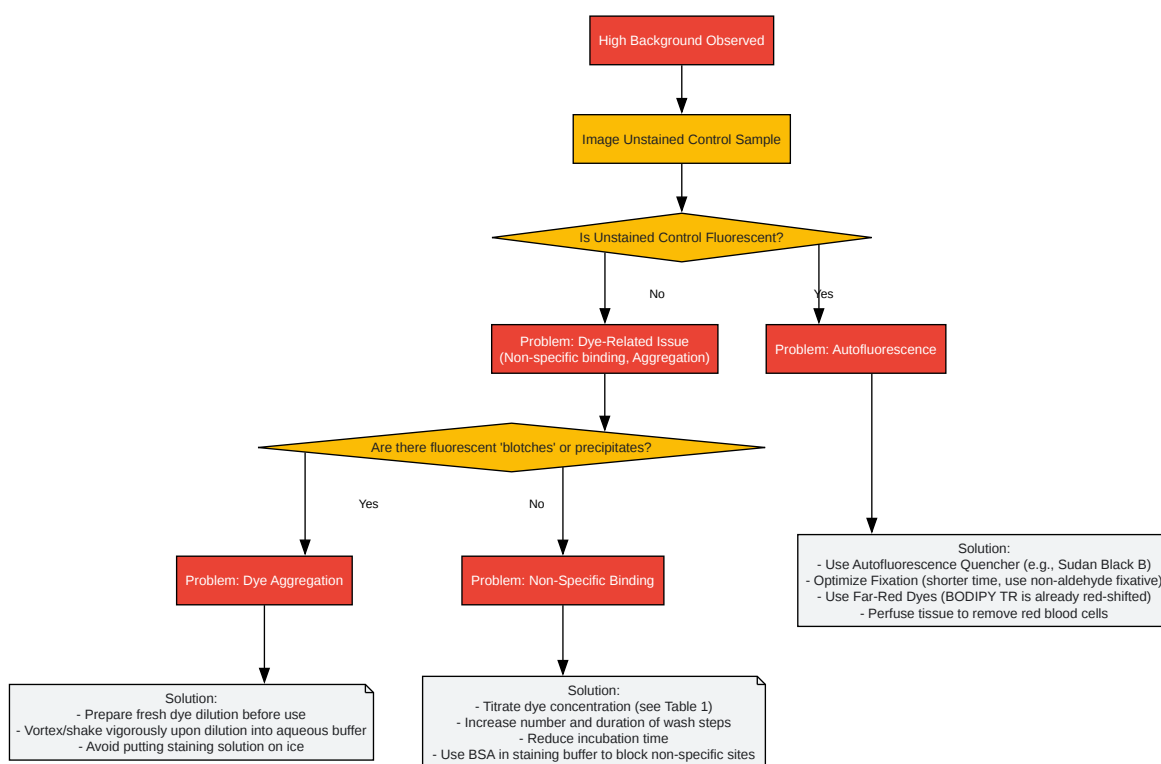 High Background Observed
Image Unstained Control Sample
Is Unstained Control Fluorescent?
No
Yes
Problem: Dye-Related Issue
(Non-specific binding, Aggregation)
Problem: Autofluorescence
Are there fluorescent 'blotches' or precipitates?
Yes
No
Problem: Dye Aggregation
Problem: Non-Specific Binding
Solution:
- Use Autofluorescence Quencher (e.g., Sudan Black B)
- Optimize Fixation (shorter time, use non-aldehyde fixative)
- Use Far-Red Dyes (BODIPY TR is already red-shifted)
- Perfuse tissue to remove red blood cells
Solution:
- Prepare fresh dye dilution before use
- Vortex/shake vigorously upon dilution into aqueous buffer
- Avoid putting staining solution on ice
Solution:
- Titrate dye concentration (see Table 1)
- Increase number and duration of wash steps
- Reduce incubation time
- Use BSA in staining buffer to block non-specific sites